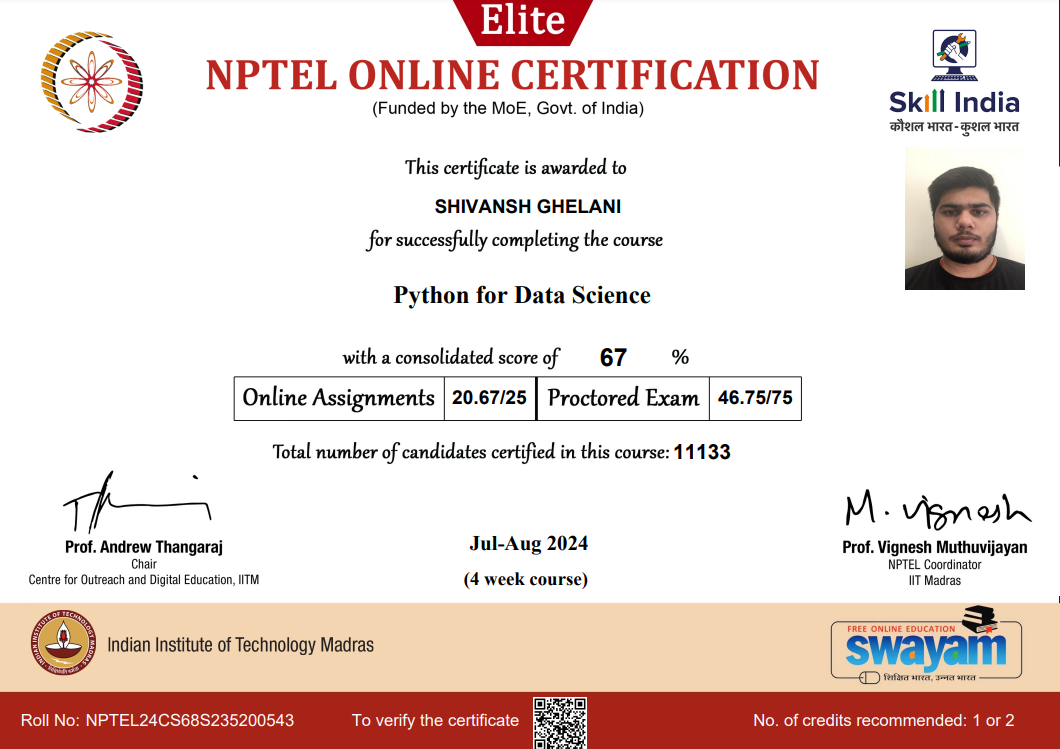 Elite
NPTEL ONLINE CERTIFICATION
(Funded by the MoE, Govt. of India)
Skill India
कौशल भारत - कुशल भारत
This certificate is awarded to
SHIVANSH GHELANI
for successfully completing the course
Python for Data Science
with a consolidated score of 67 %
Online Assignments 20.67/25 Proctored Exam 46.75/75
Total number of candidates certified in this course: 11133
M. Vignesh
Prof. Andrew Thangaraj
Chair
Centre for Outreach and Digital Education, IITM
Jul-Aug 2024
(4 week course)
Prof. Vignesh Muthuvijayan
NPTEL Coordinator
IIT Madras
INDIAN INSTITUTE OF TECHNOLOGY MADRAS
Indian Institute of Technology Madras
FREE ONLINE EDUCATION
swayam
शिक्षित भारत, उन्नत भारत
Roll No: NPTEL24CS68S235200543
To verify the certificate
No. of credits recommended: 1 or 2